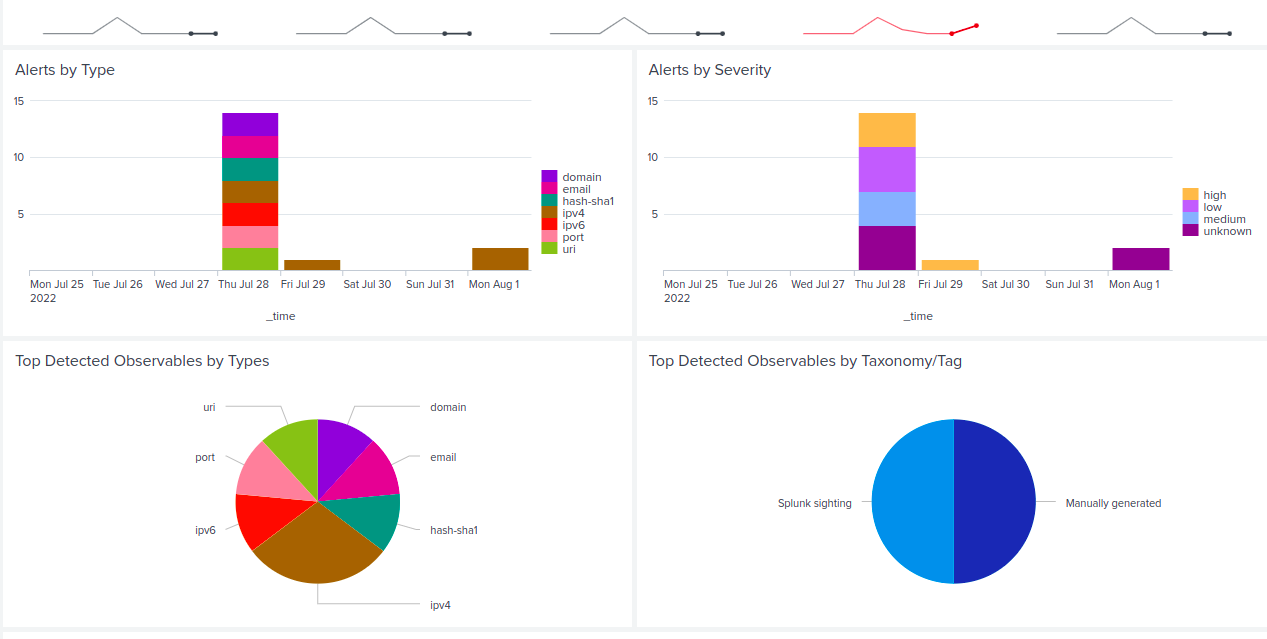 Alerts by Type
15
10
5
Mon Jul 25
2022
Tue Jul 26
Wed Jul 27
Thu Jul 28
Fri Jul 29
Sat Jul 30
Sun Jul 31
Mon Aug 1
_time
domain
email
hash-sha1
ipv4
ipv6
port
uri
Alerts by Severity
15
10
5
Mon Jul 25
2022
Tue Jul 26
Wed Jul 27
Thu Jul 28
Fri Jul 29
Sat Jul 30
Sun Jul 31
Mon Aug 1
_time
high
low
medium
unknown
Top Detected Observables by Types
uri
domain
port
email
ipv6
hash-sha1
ipv4
Top Detected Observables by Taxonomy/Tag
Splunk sighting
Manually generated